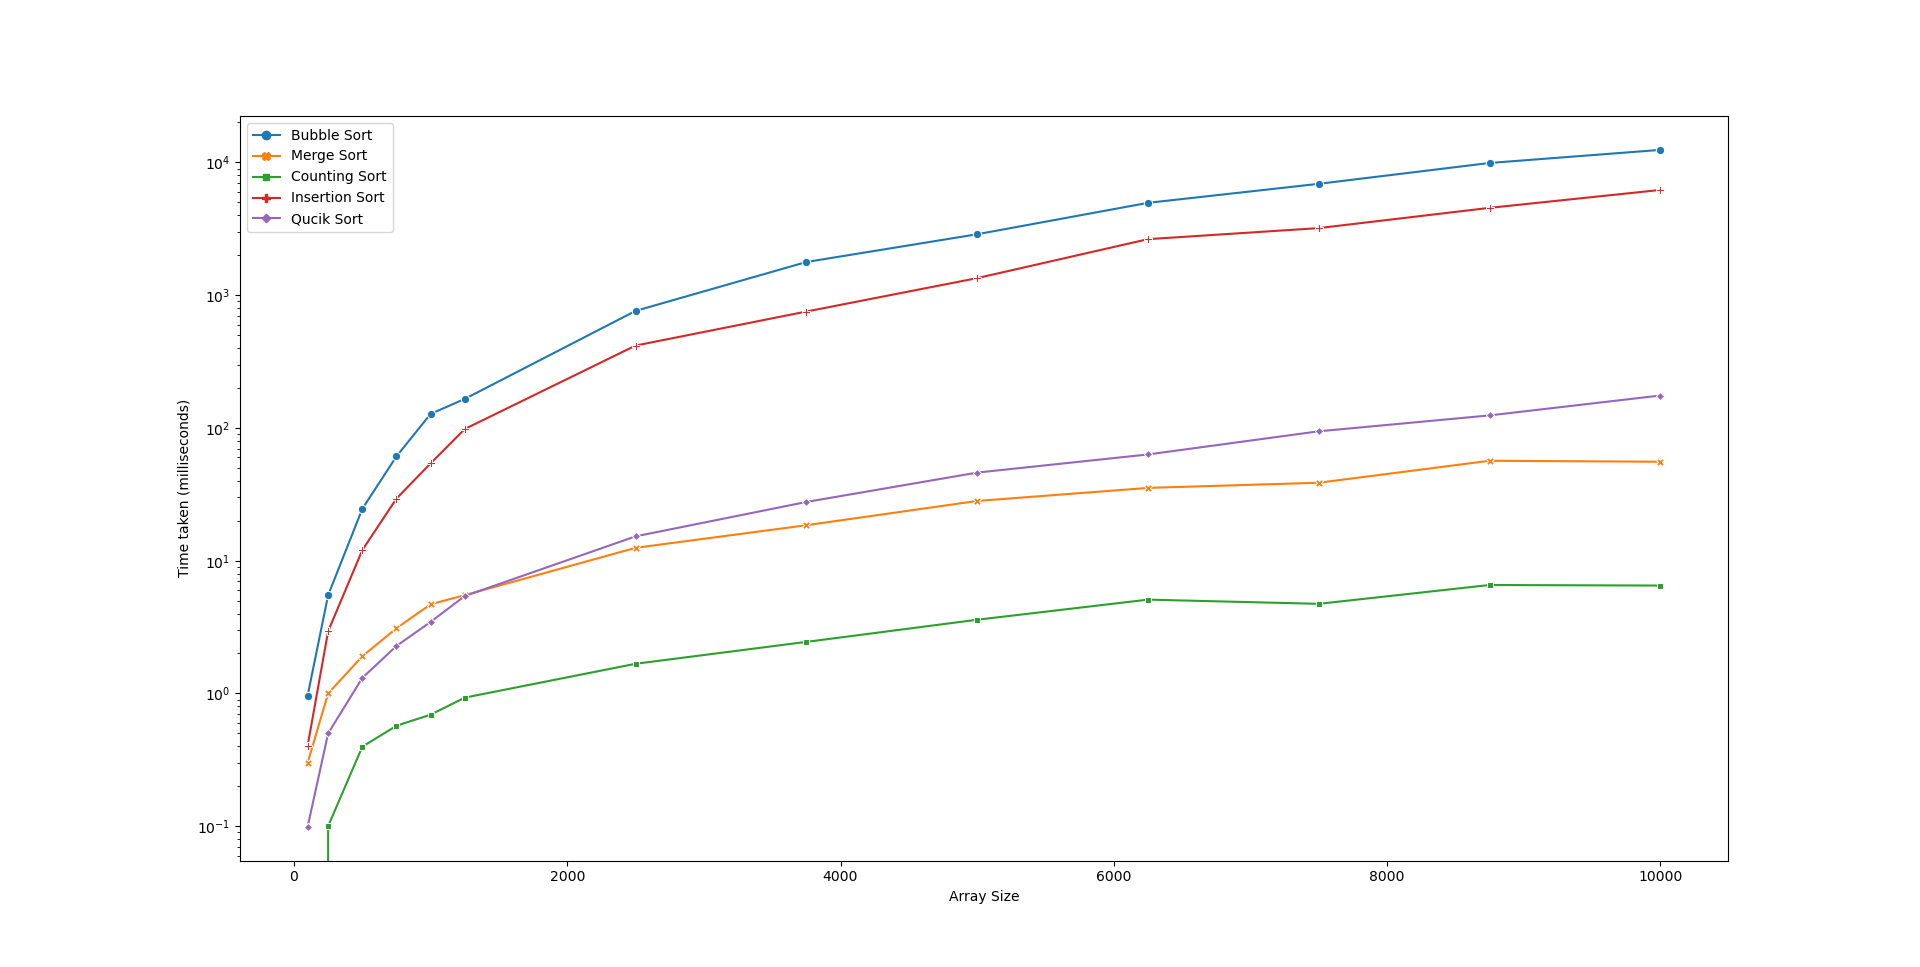 Bubble Sort
Merge Sort
Counting Sort
Insertion Sort
Qucik Sort
10⁴
10³
10²
10¹
10⁰
10⁻¹
Time taken (milliseconds)
0 2000 4000 6000 8000 10000
Array Size